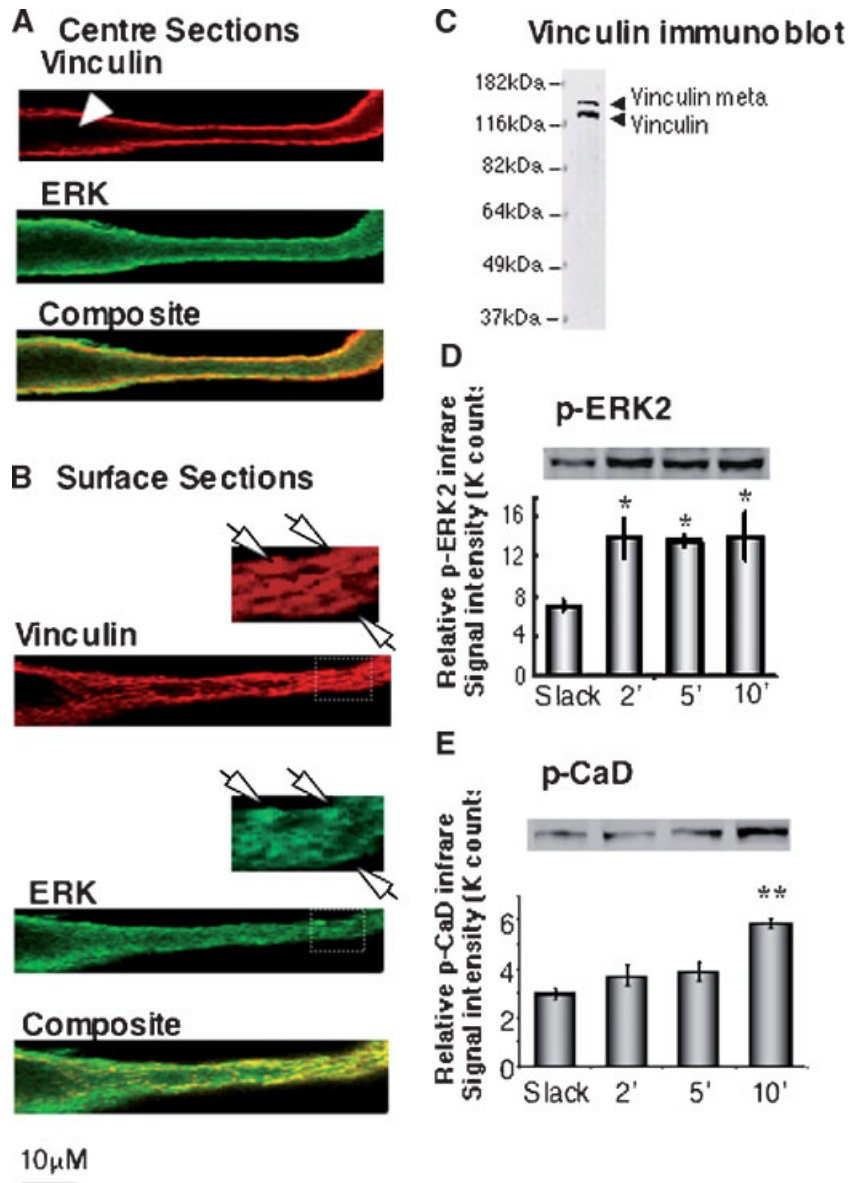 A Centre Sections
Vinculin
ERK
Composite
B Surface Sections
Vinculin
ERK
Composite
10µM
C Vinculin immunoblot
182kDa
116kDa
82kDa
64kDa
49kDa
37kDa
Vinculin meta
Vinculin
D
p-ERK2
Relative p-ERK2 infrare
Signal intensity (K counts
16
12
8
4
0
* * *
Slack 2' 5' 10'
E
p-CaD
Relative p-CaD infrare
Signal intensity (K counts
6
4
2
0
**
Slack 2' 5' 10'